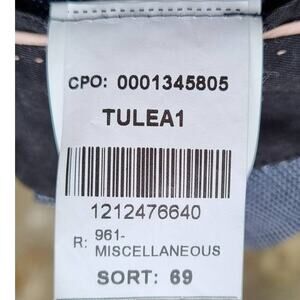 CPO: 0001345805
TULEA1
1212476640
R: 961-
MISCELLANEOUS
SORT: 69